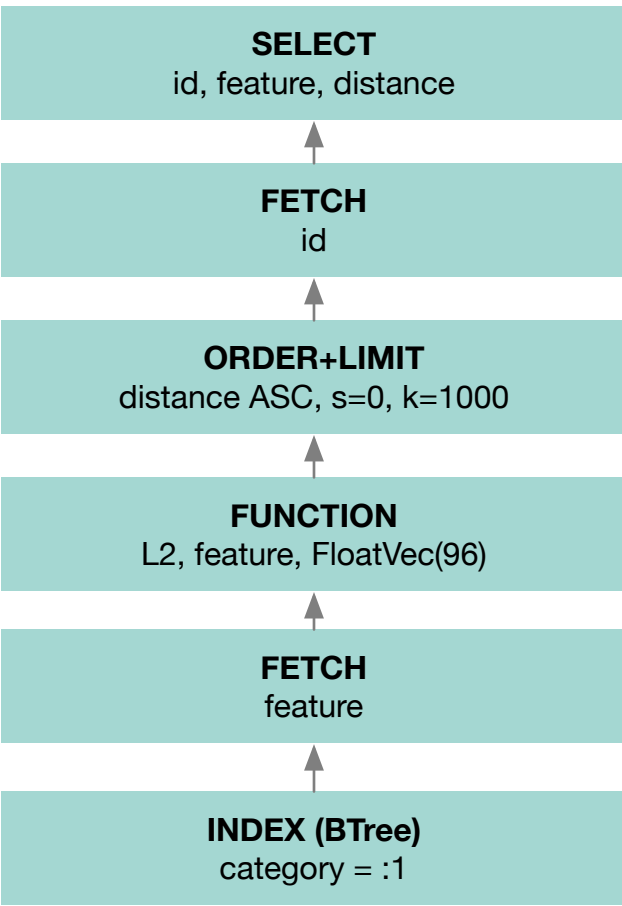 SELECT
id, feature, distance
FETCH
id
ORDER+LIMIT
distance ASC, s=0, k=1000
FUNCTION
L2, feature, FloatVec(96)
FETCH
feature
INDEX (BTree)
category = :1